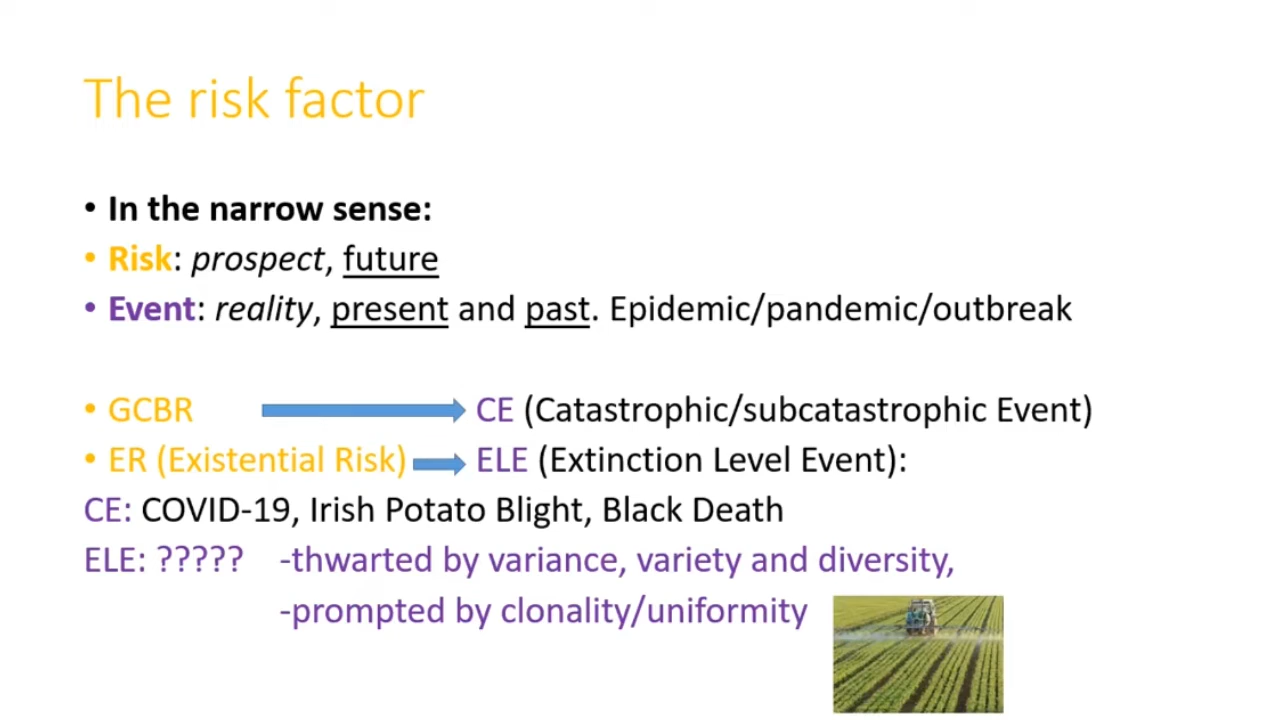 The risk factor
• In the narrow sense:
• Risk: prospect, future
• Event: reality, present and past. Epidemic/pandemic/outbreak
• GCBR CE (Catastrophic/subcatastrophic Event)
• ER (Existential Risk) ELE (Extinction Level Event):
CE: COVID-19, Irish Potato Blight, Black Death
ELE: ????? -thwarted by variance, variety and diversity,
-prompted by clonality/uniformity